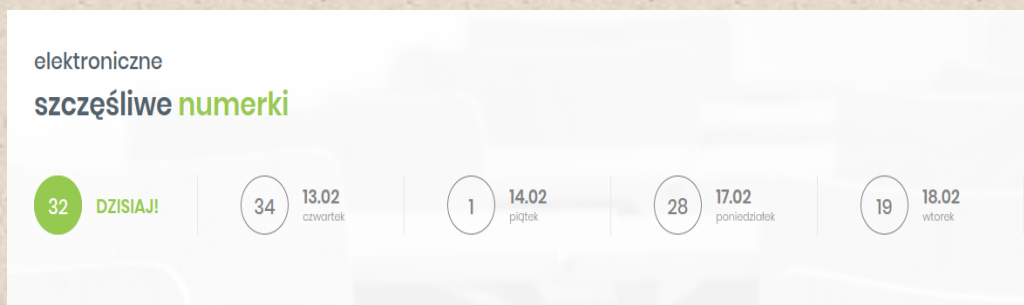 elektroniczne
szczęśliwe numerki
32 DZISIAJ!
34 13.02
czwartek
1 14.02
piątek
28 17.02
poniedziałek
19 18.02
wtorek